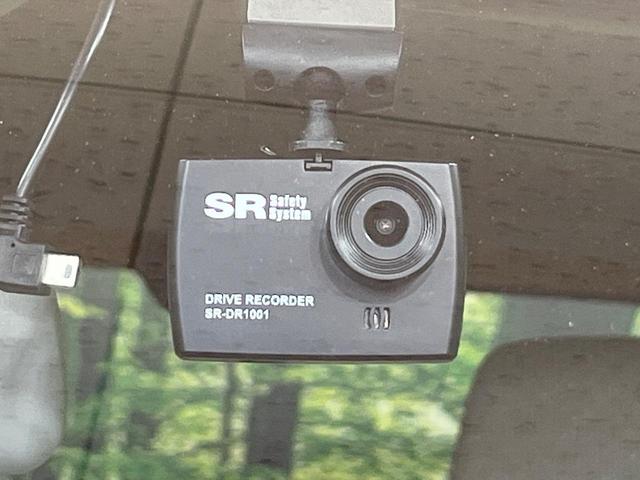 SR Safety System
DRIVE RECORDER
SR-DR1001